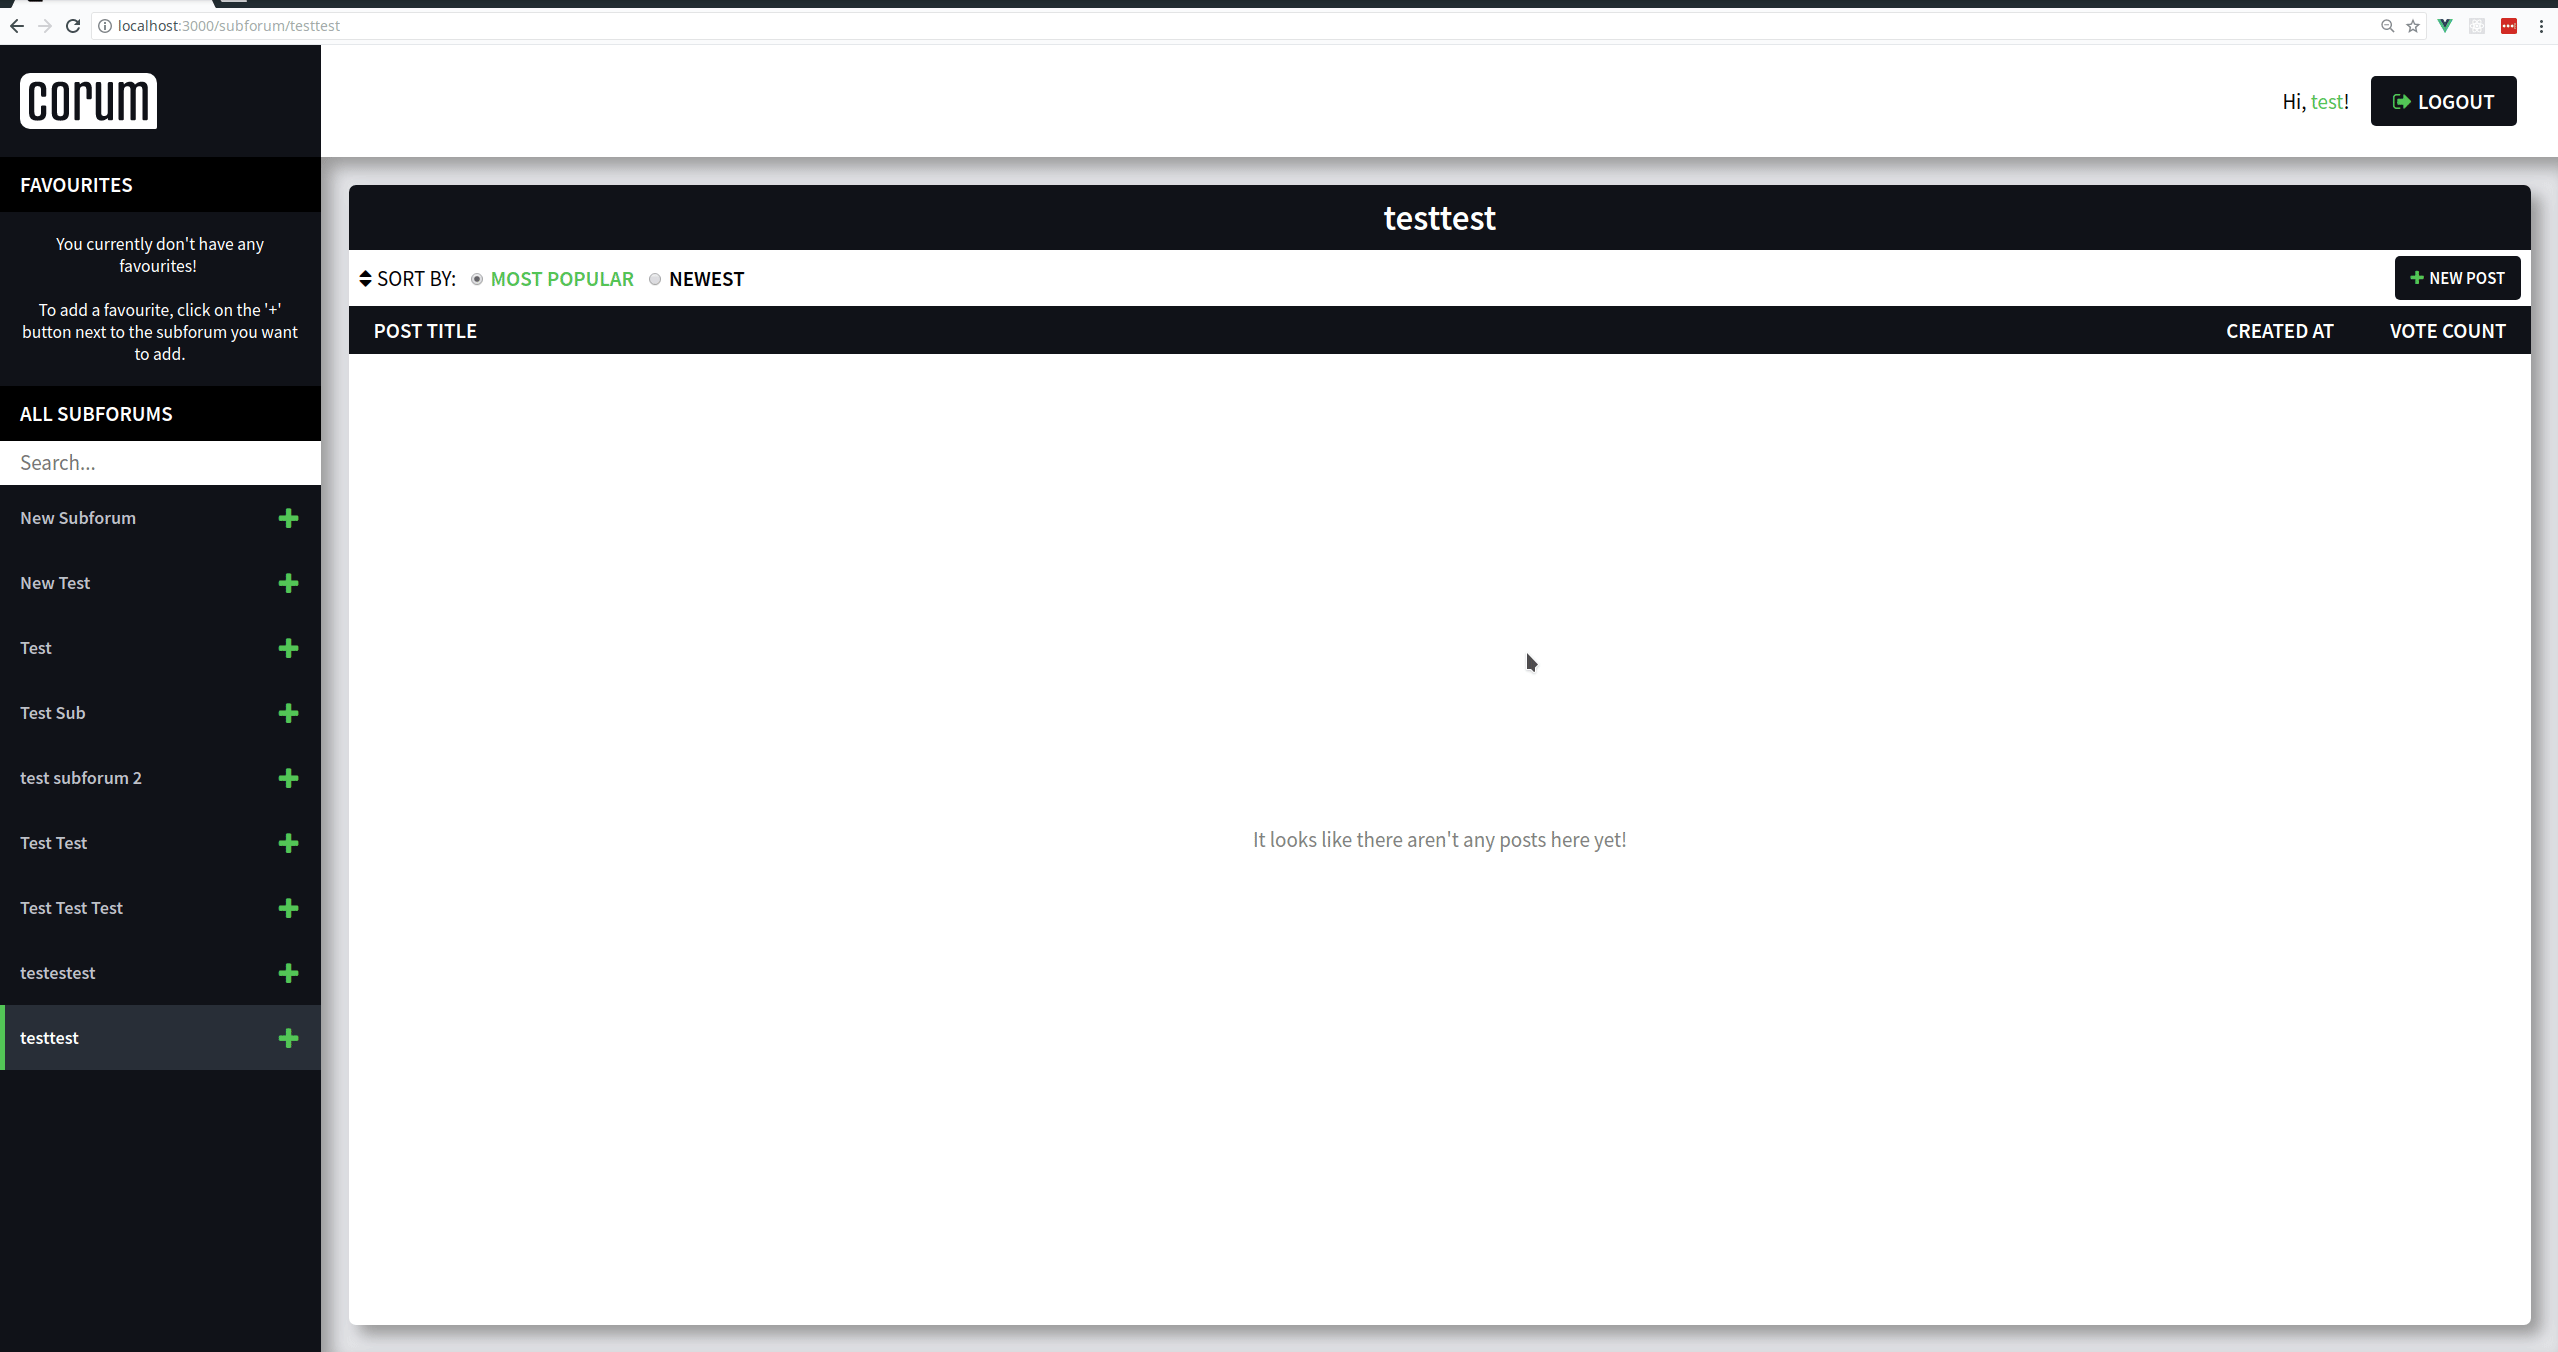 localhost:3000/subforum/testtest
corum
Hi, test!
LOGOUT
FAVOURITES
You currently don't have any
favourites!
To add a favourite, click on the '+'
button next to the subforum you want
to add.
ALL SUBFORUMS
Search...
New Subforum
New Test
Test
Test Sub
test subforum 2
Test Test
Test Test Test
testestest
testtest
testtest
SORT BY: MOST POPULAR NEWEST
NEW POST
POST TITLE CREATED AT VOTE COUNT
It looks like there aren't any posts here yet!